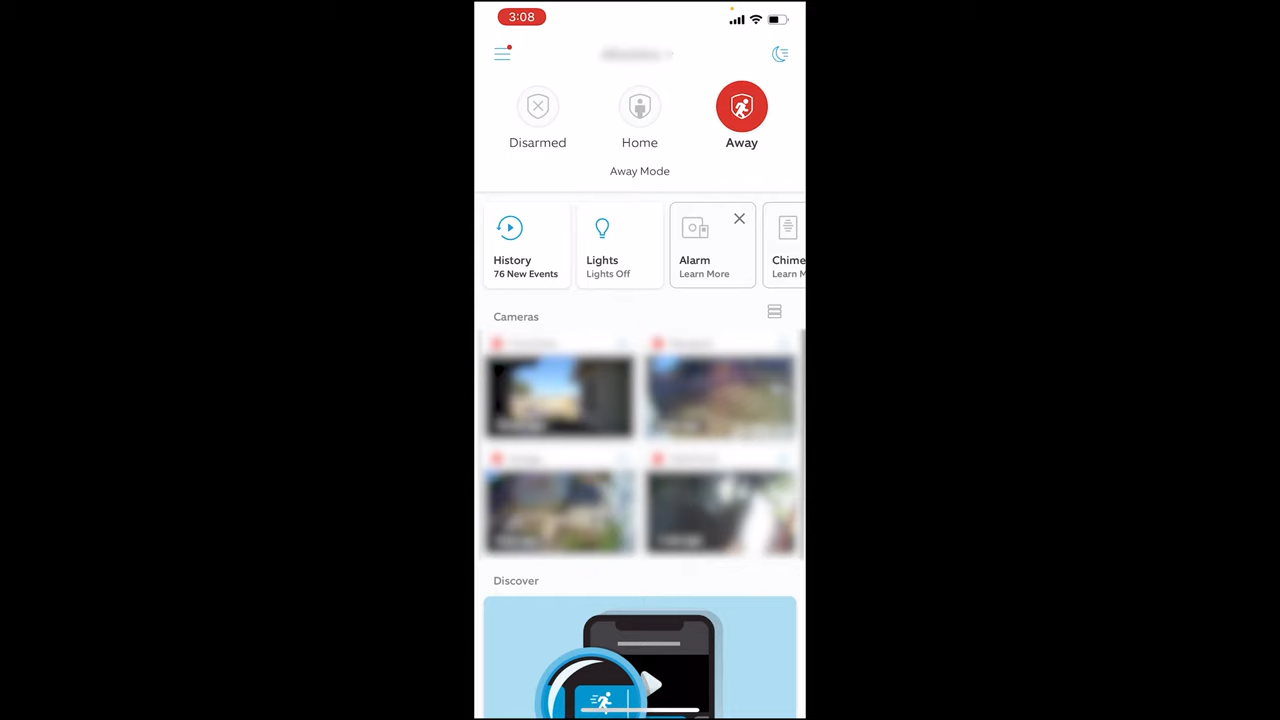 3:08
Disarmed
Home
Away
Away Mode
History
76 New Events
Lights
Lights Off
Alarm
Learn More
Chime
Learn M
Cameras
Discover